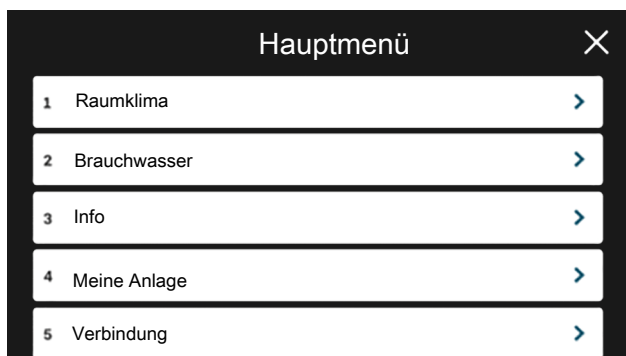 Hauptmenü
1 Raumklima
2 Brauchwasser
3 Info
4 Meine Anlage
5 Verbindung